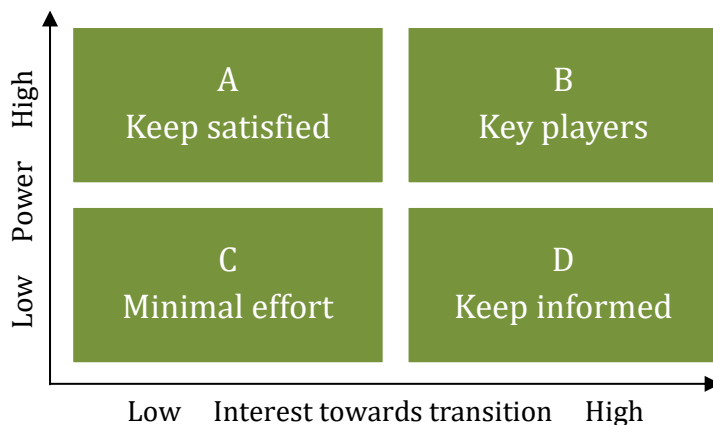 A
Keep satisfied
B
Key players
C
Minimal effort
D
Keep informed
Low Power High
Low Interest towards transition High